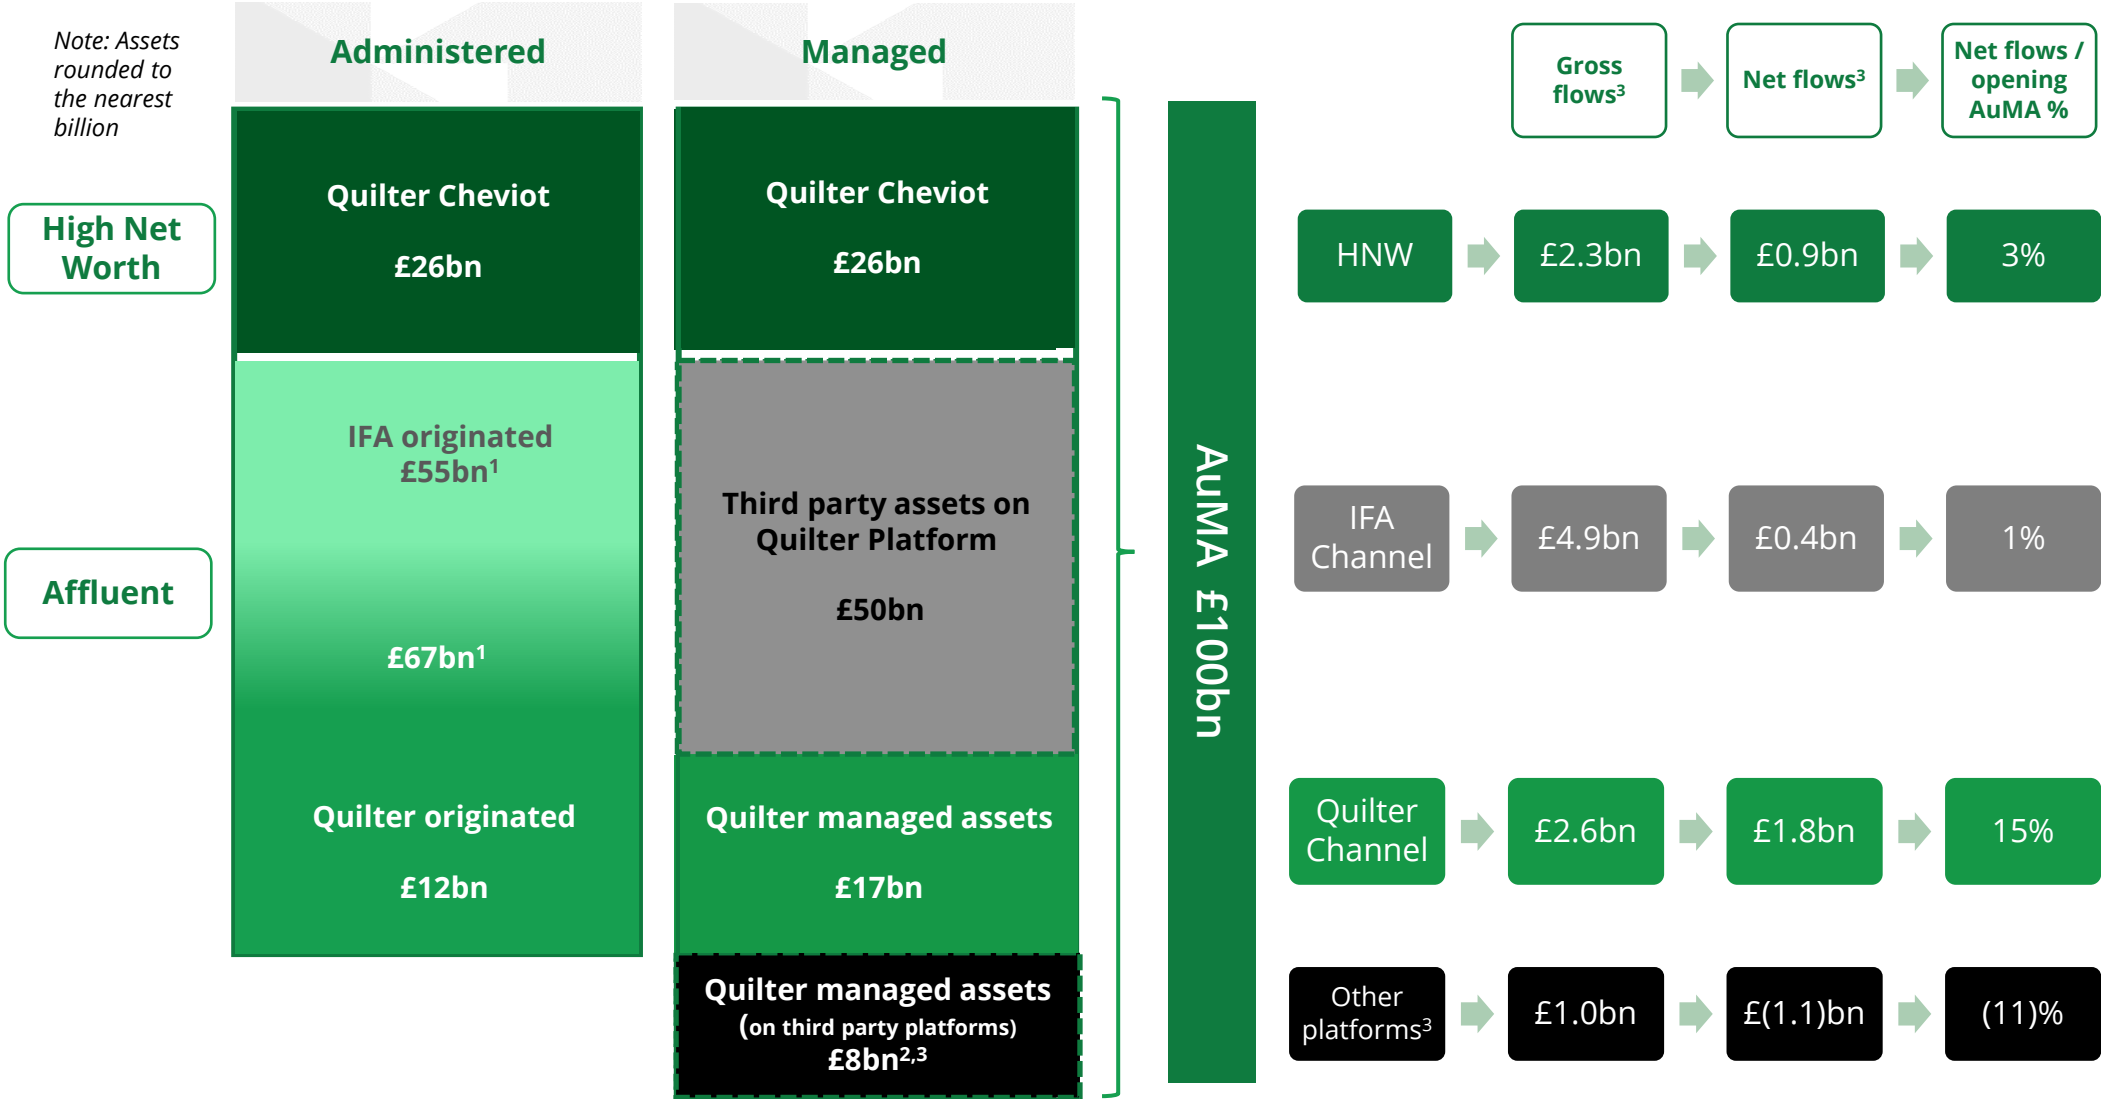 Note: Assets
rounded to
the nearest
billion
Administered
Managed
Gross
flows³
Net flows³
Net flows /
opening
AuMA %
High Net
Worth
Quilter Cheviot
£26bn
Quilter Cheviot
£26bn
HNW
£2.3bn
£0.9bn
3%
Affluent
IFA originated
£55bn¹
£67bn¹
Quilter originated
£12bn
Third party assets on
Quilter Platform
£50bn
Quilter managed assets
£17bn
Quilter managed assets
(on third party platforms)
£8bn²,³
AuMA £100bn
IFA
Channel
£4.9bn
£0.4bn
1%
Quilter
Channel
£2.6bn
£1.8bn
15%
Other
platforms³
£1.0bn
£(1.1)bn
(11)%